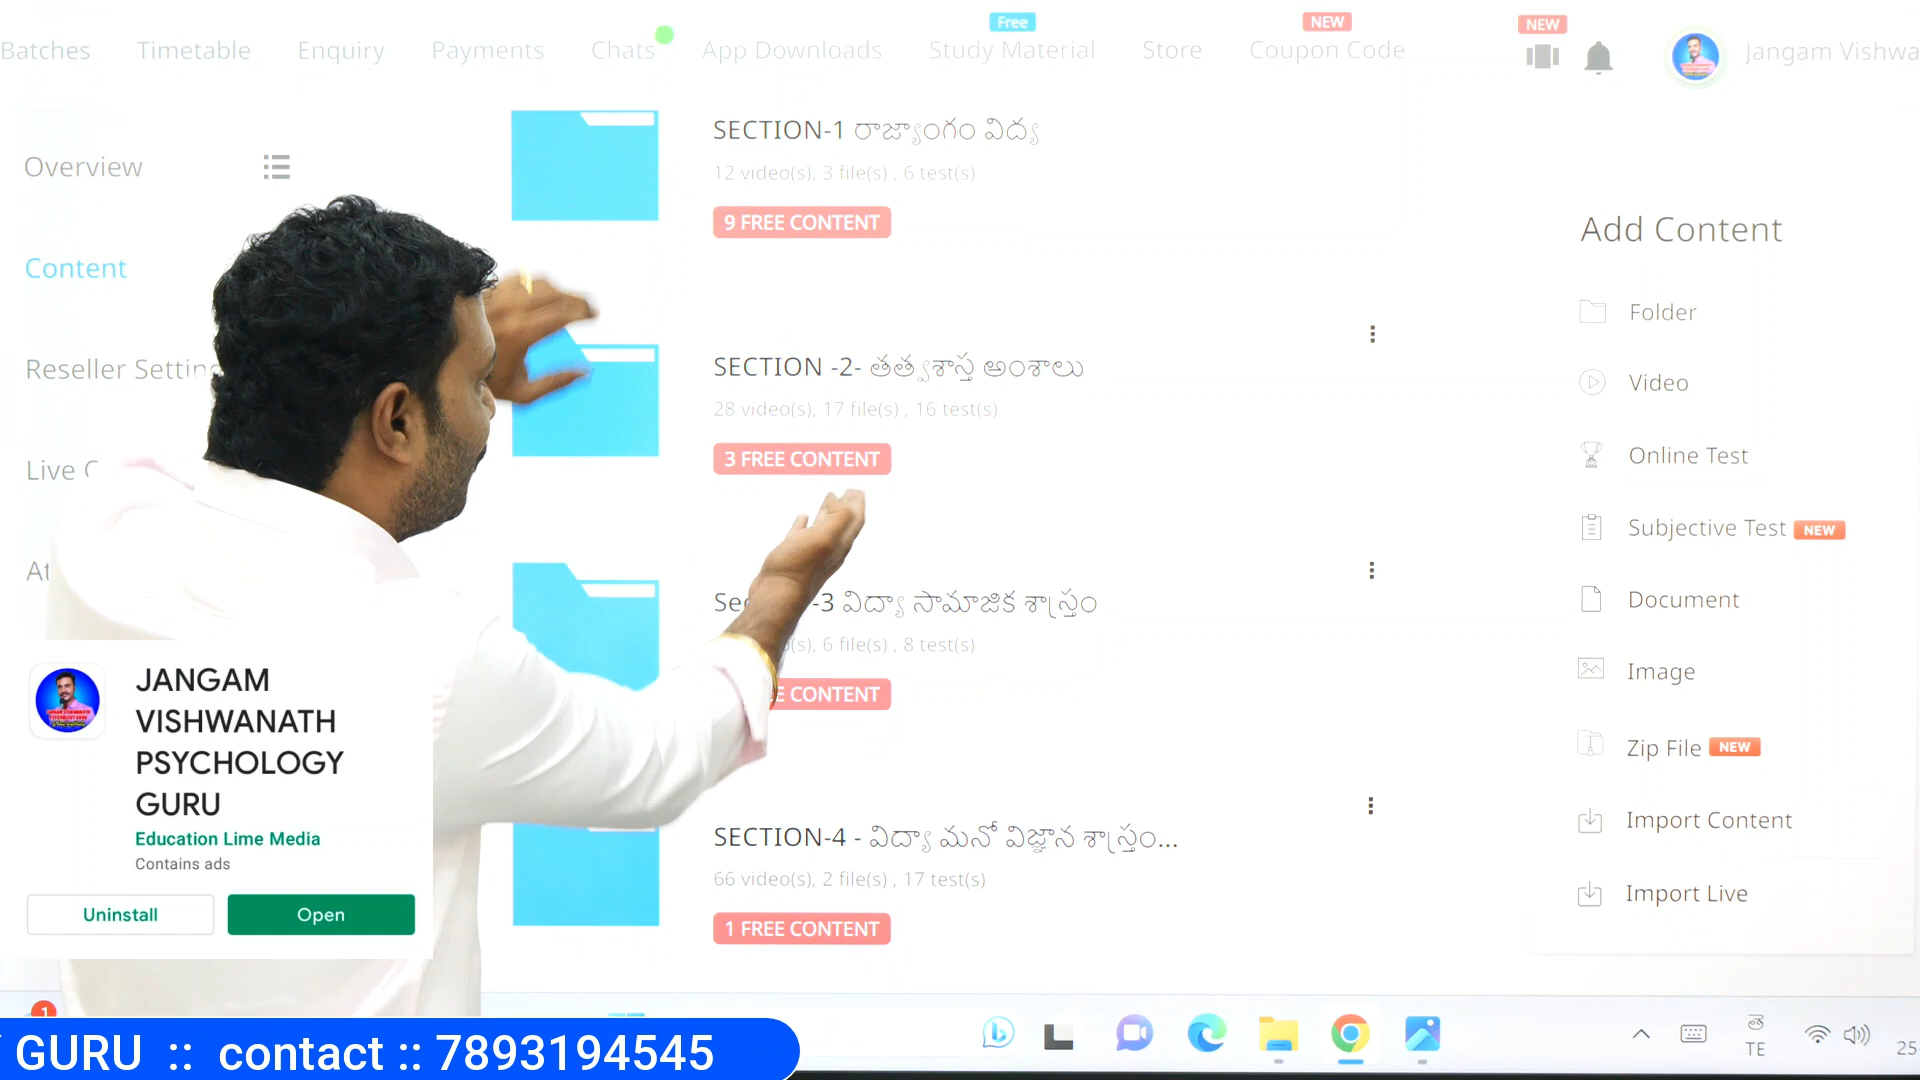 Free
NEW
NEW
Batches Timetable Enquiry Payments Chats App Downloads Study Material Store Coupon Code Jangam Vishwa
Overview
Content
Reseller
Live
SECTION-1 రాజ్యాంగం విద్య
12 video(s), 3 file(s) , 6 test(s)
9 FREE CONTENT
SECTION -2- తత్వశాస్త అంశాలు
28 video(s), 17 file(s) , 16 test(s)
3 FREE CONTENT
-3 విద్యా సామాజిక శాస్త్రం
6 file(s) , 8 test(s)
CONTENT
SECTION-4 - విద్యా మనో విజ్ఞాన శాస్త్రం...
66 video(s), 2 file(s) , 17 test(s)
1 FREE CONTENT
Add Content
Folder
Video
Online Test
Subjective Test NEW
Document
Image
Zip File NEW
Import Content
Import Live
JANGAM
VISHWANATH
PSYCHOLOGY
GURU
Education Lime Media
Contains ads
Uninstall Open
1
GURU :: contact :: 7893194545
తె
TE
25